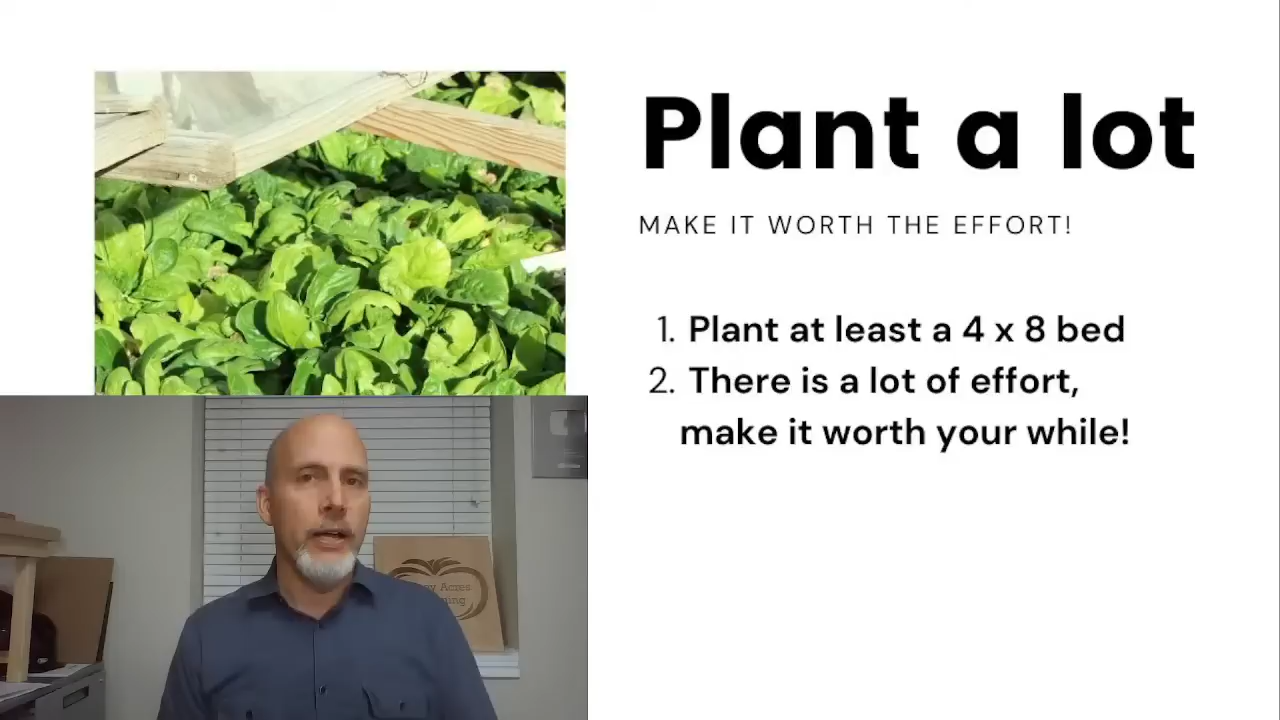 Plant a lot
MAKE IT WORTH THE EFFORT!
1. Plant at least a 4 x 8 bed
2. There is a lot of effort,
make it worth your while!
Acres